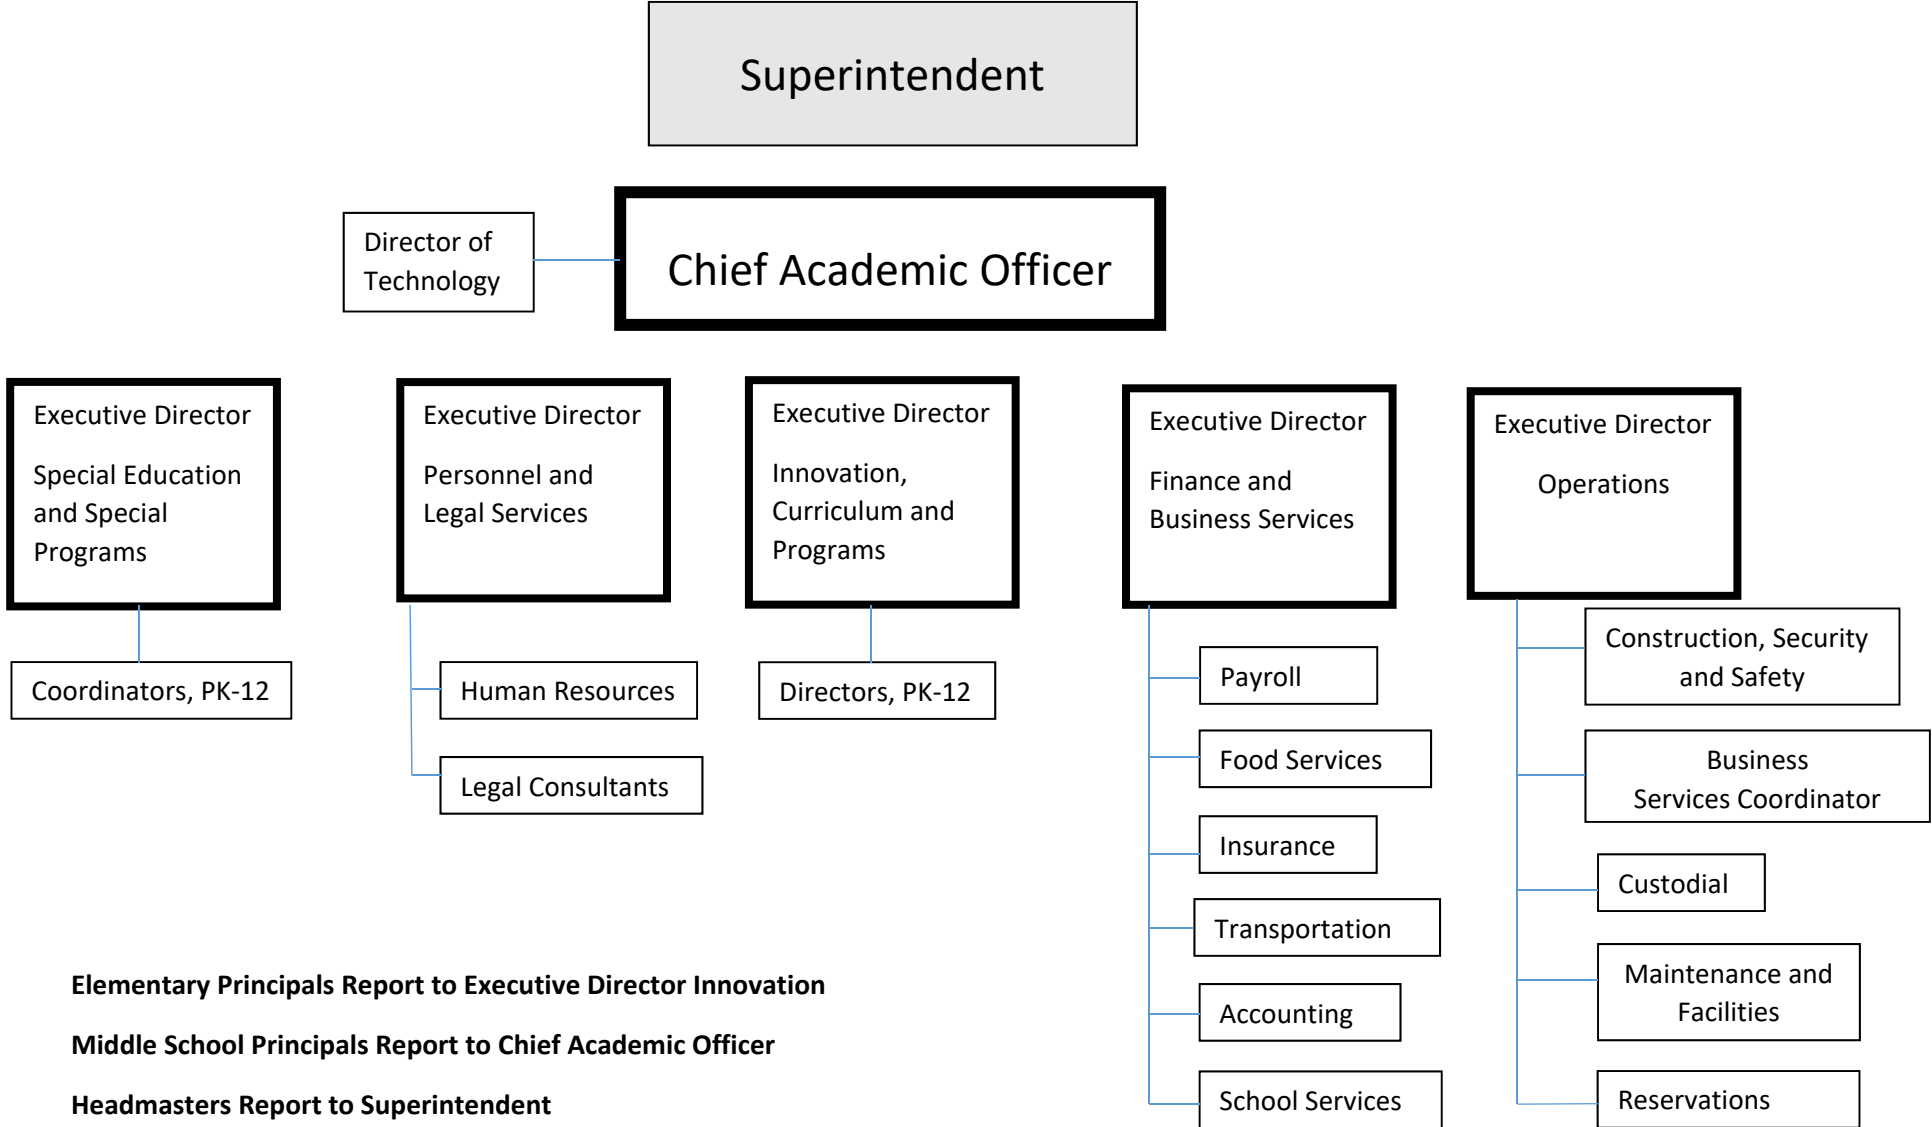 Superintendent
Director of
Technology
Chief Academic Officer
Executive Director
Special Education
and Special
Programs
Executive Director
Personnel and
Legal Services
Executive Director
Innovation,
Curriculum and
Programs
Executive Director
Finance and
Business Services
Executive Director
Operations
Coordinators, PK-12
Human Resources
Legal Consultants
Directors, PK-12
Payroll
Food Services
Insurance
Transportation
Accounting
School Services
Construction, Security
and Safety
Business
Services Coordinator
Custodial
Maintenance and
Facilities
Reservations
Elementary Principals Report to Executive Director Innovation
Middle School Principals Report to Chief Academic Officer
Headmasters Report to Superintendent